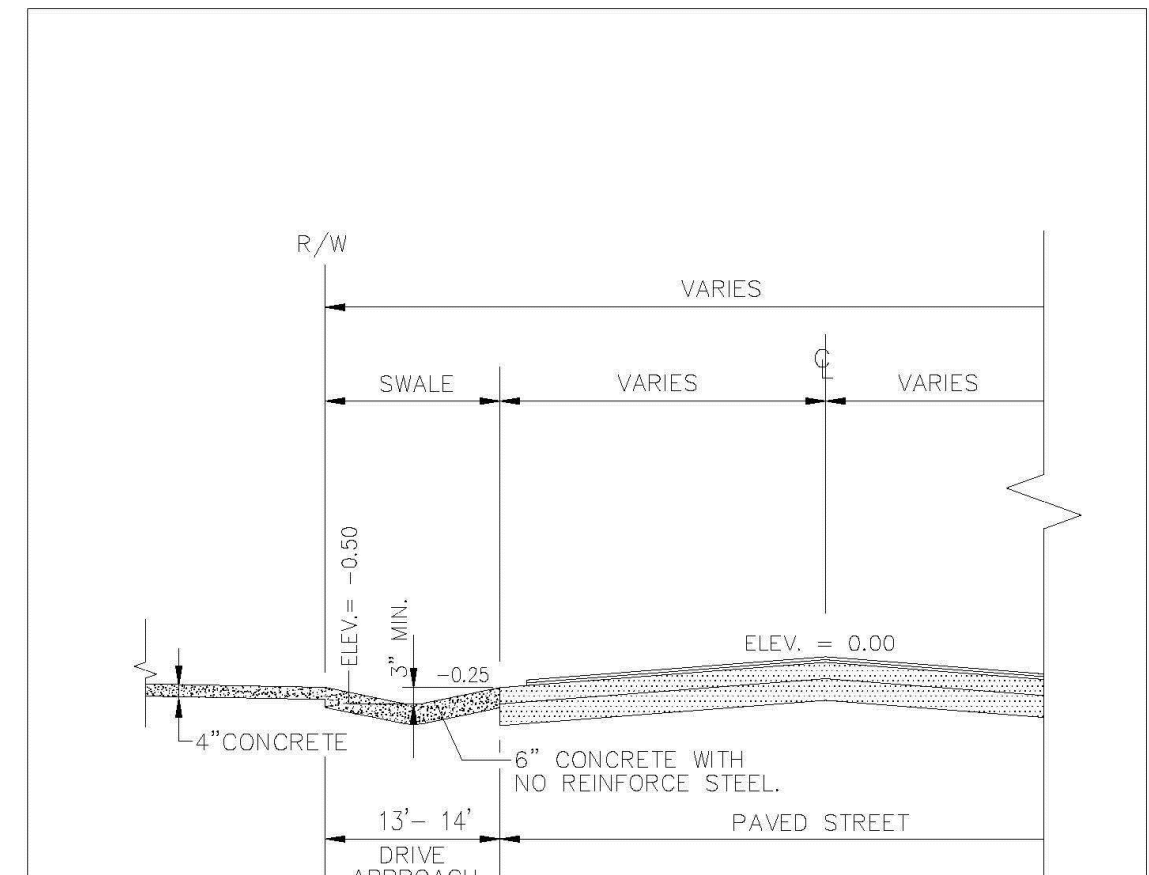 R/W
VARIES
℄
SWALE
VARIES
VARIES
ELEV.= -0.50
3" MIN.
-0.25
ELEV. = 0.00
4"CONCRETE
6" CONCRETE WITH
NO REINFORCE STEEL.
13'- 14'
PAVED STREET
DRIVE
APPROACH